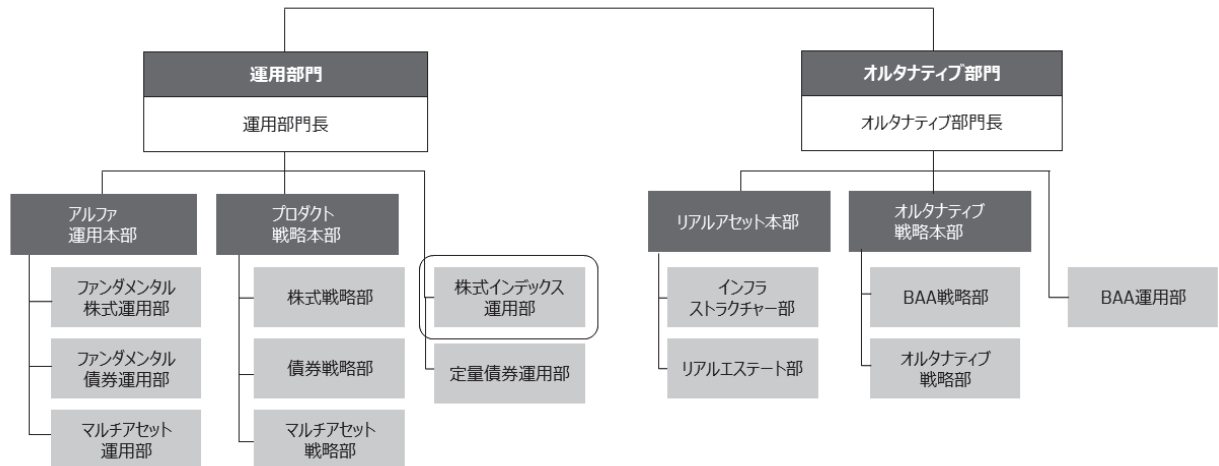 運用部門
運用部門長
オルタナティブ部門
オルタナティブ部門長
アルファ
運用本部
ファンダメンタル
株式運用部
ファンダメンタル
債券運用部
マルチアセット
運用部
プロダクト
戦略本部
株式戦略部
債券戦略部
マルチアセット
戦略部
株式インデックス
運用部
定量債券運用部
リアルアセット本部
インフラ
ストラクチャー部
リアルエステート部
オルタナティブ
戦略本部
BAA戦略部
オルタナティブ
戦略部
BAA運用部